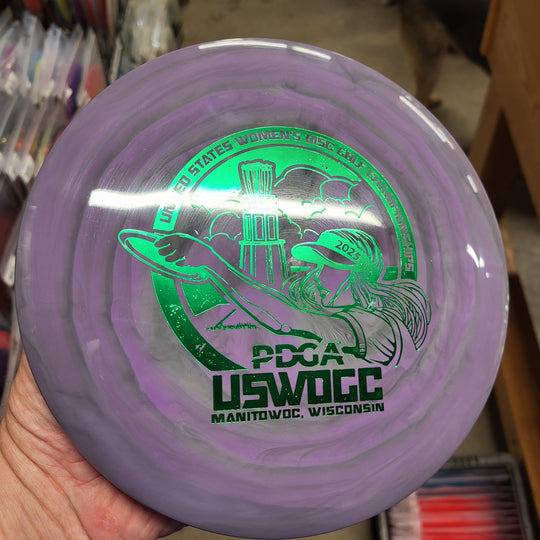 UNITED STATES WOMEN'S DISC GOLF CHAMPIONSHIPS
2025
PDGA
USWDGC
MANITOWOC, WISCONSIN